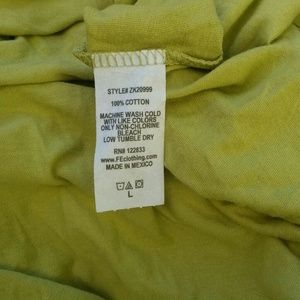 STYLE# ZK20999
100% COTTON
MACHINE WASH COLD
WITH LIKE COLORS
ONLY NON-CHLORINE
BLEACH
LOW TUMBLE DRY
RN# 122833
www.FEclothing.com
MADE IN MEXICO
L